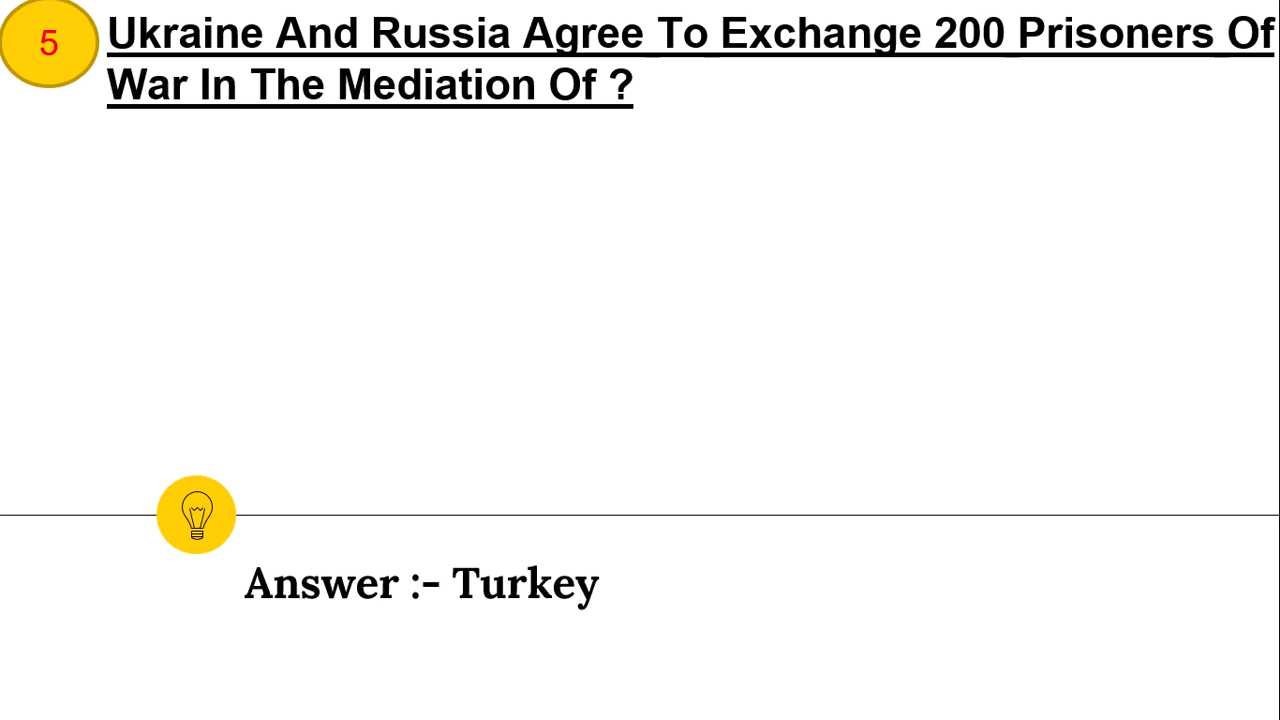 5
Ukraine And Russia Agree To Exchange 200 Prisoners Of
War In The Mediation Of ?
Answer :- Turkey